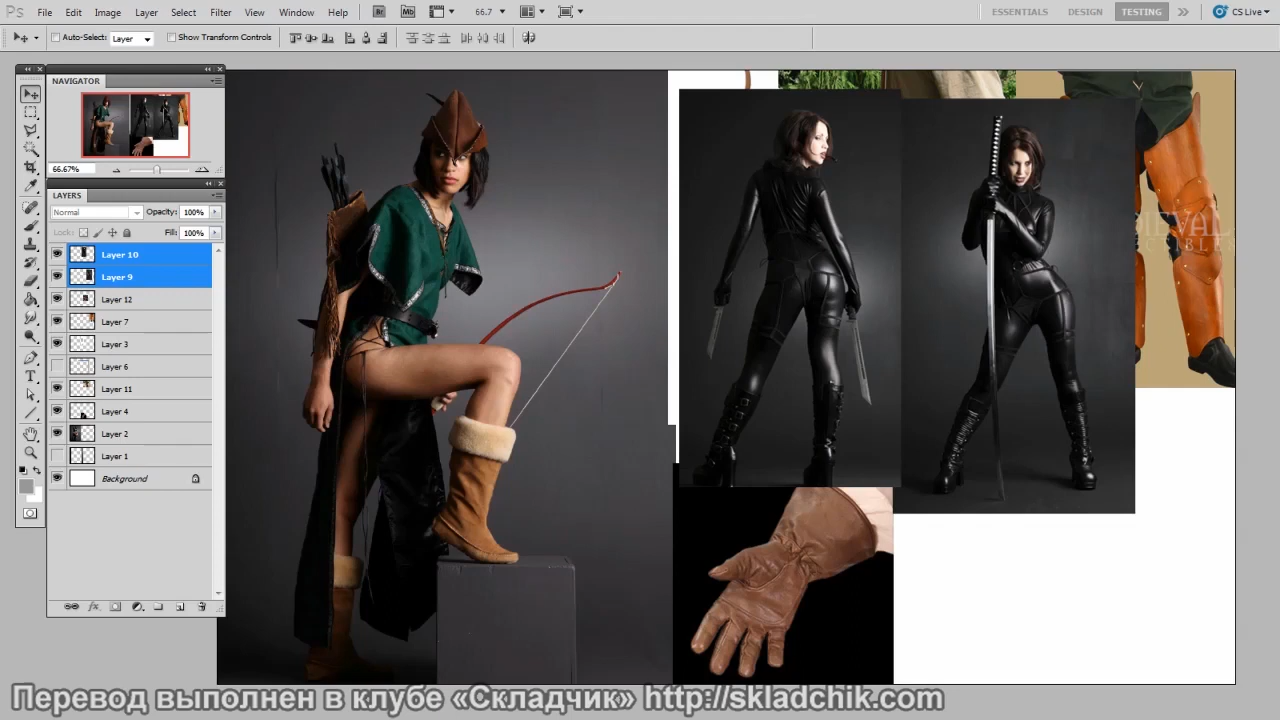 Ps File Edit Image Layer Select Filter View Window Help Br Mb 66.7 ESSENTIALS DESIGN TESTING CS Live
Auto-Select: Layer Show Transform Controls
NAVIGATOR
66.67%
LAYERS
Normal Opacity: 100%
Lock: Fill: 100%
Layer 10
Layer 9
Layer 12
Layer 7
Layer 3
Layer 6
Layer 11
Layer 4
Layer 2
Layer 1
Background
Перевод выполнен в клубе «Складчик» http://skladchik.com